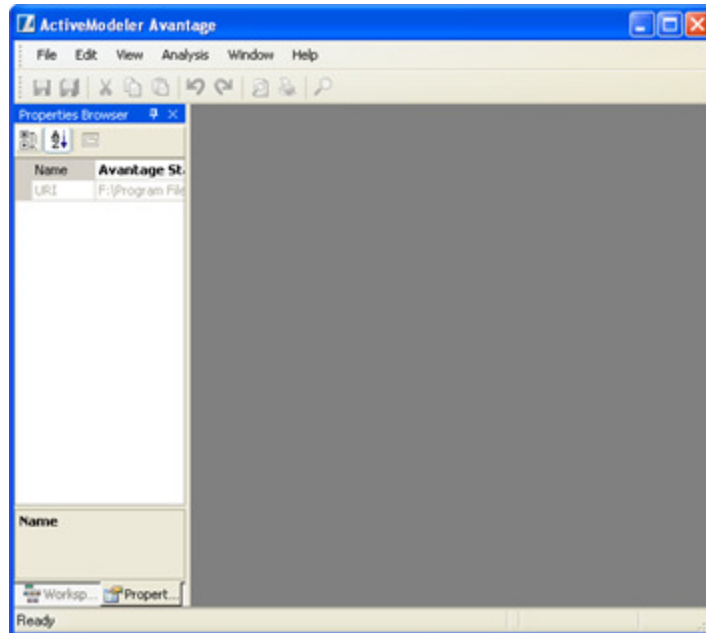 ActiveModeler Avantage
File Edit View Analysis Window Help
Properties Browser
Name Avantage St
URI F:\Program File
Name
Worksp... Propert...
Ready